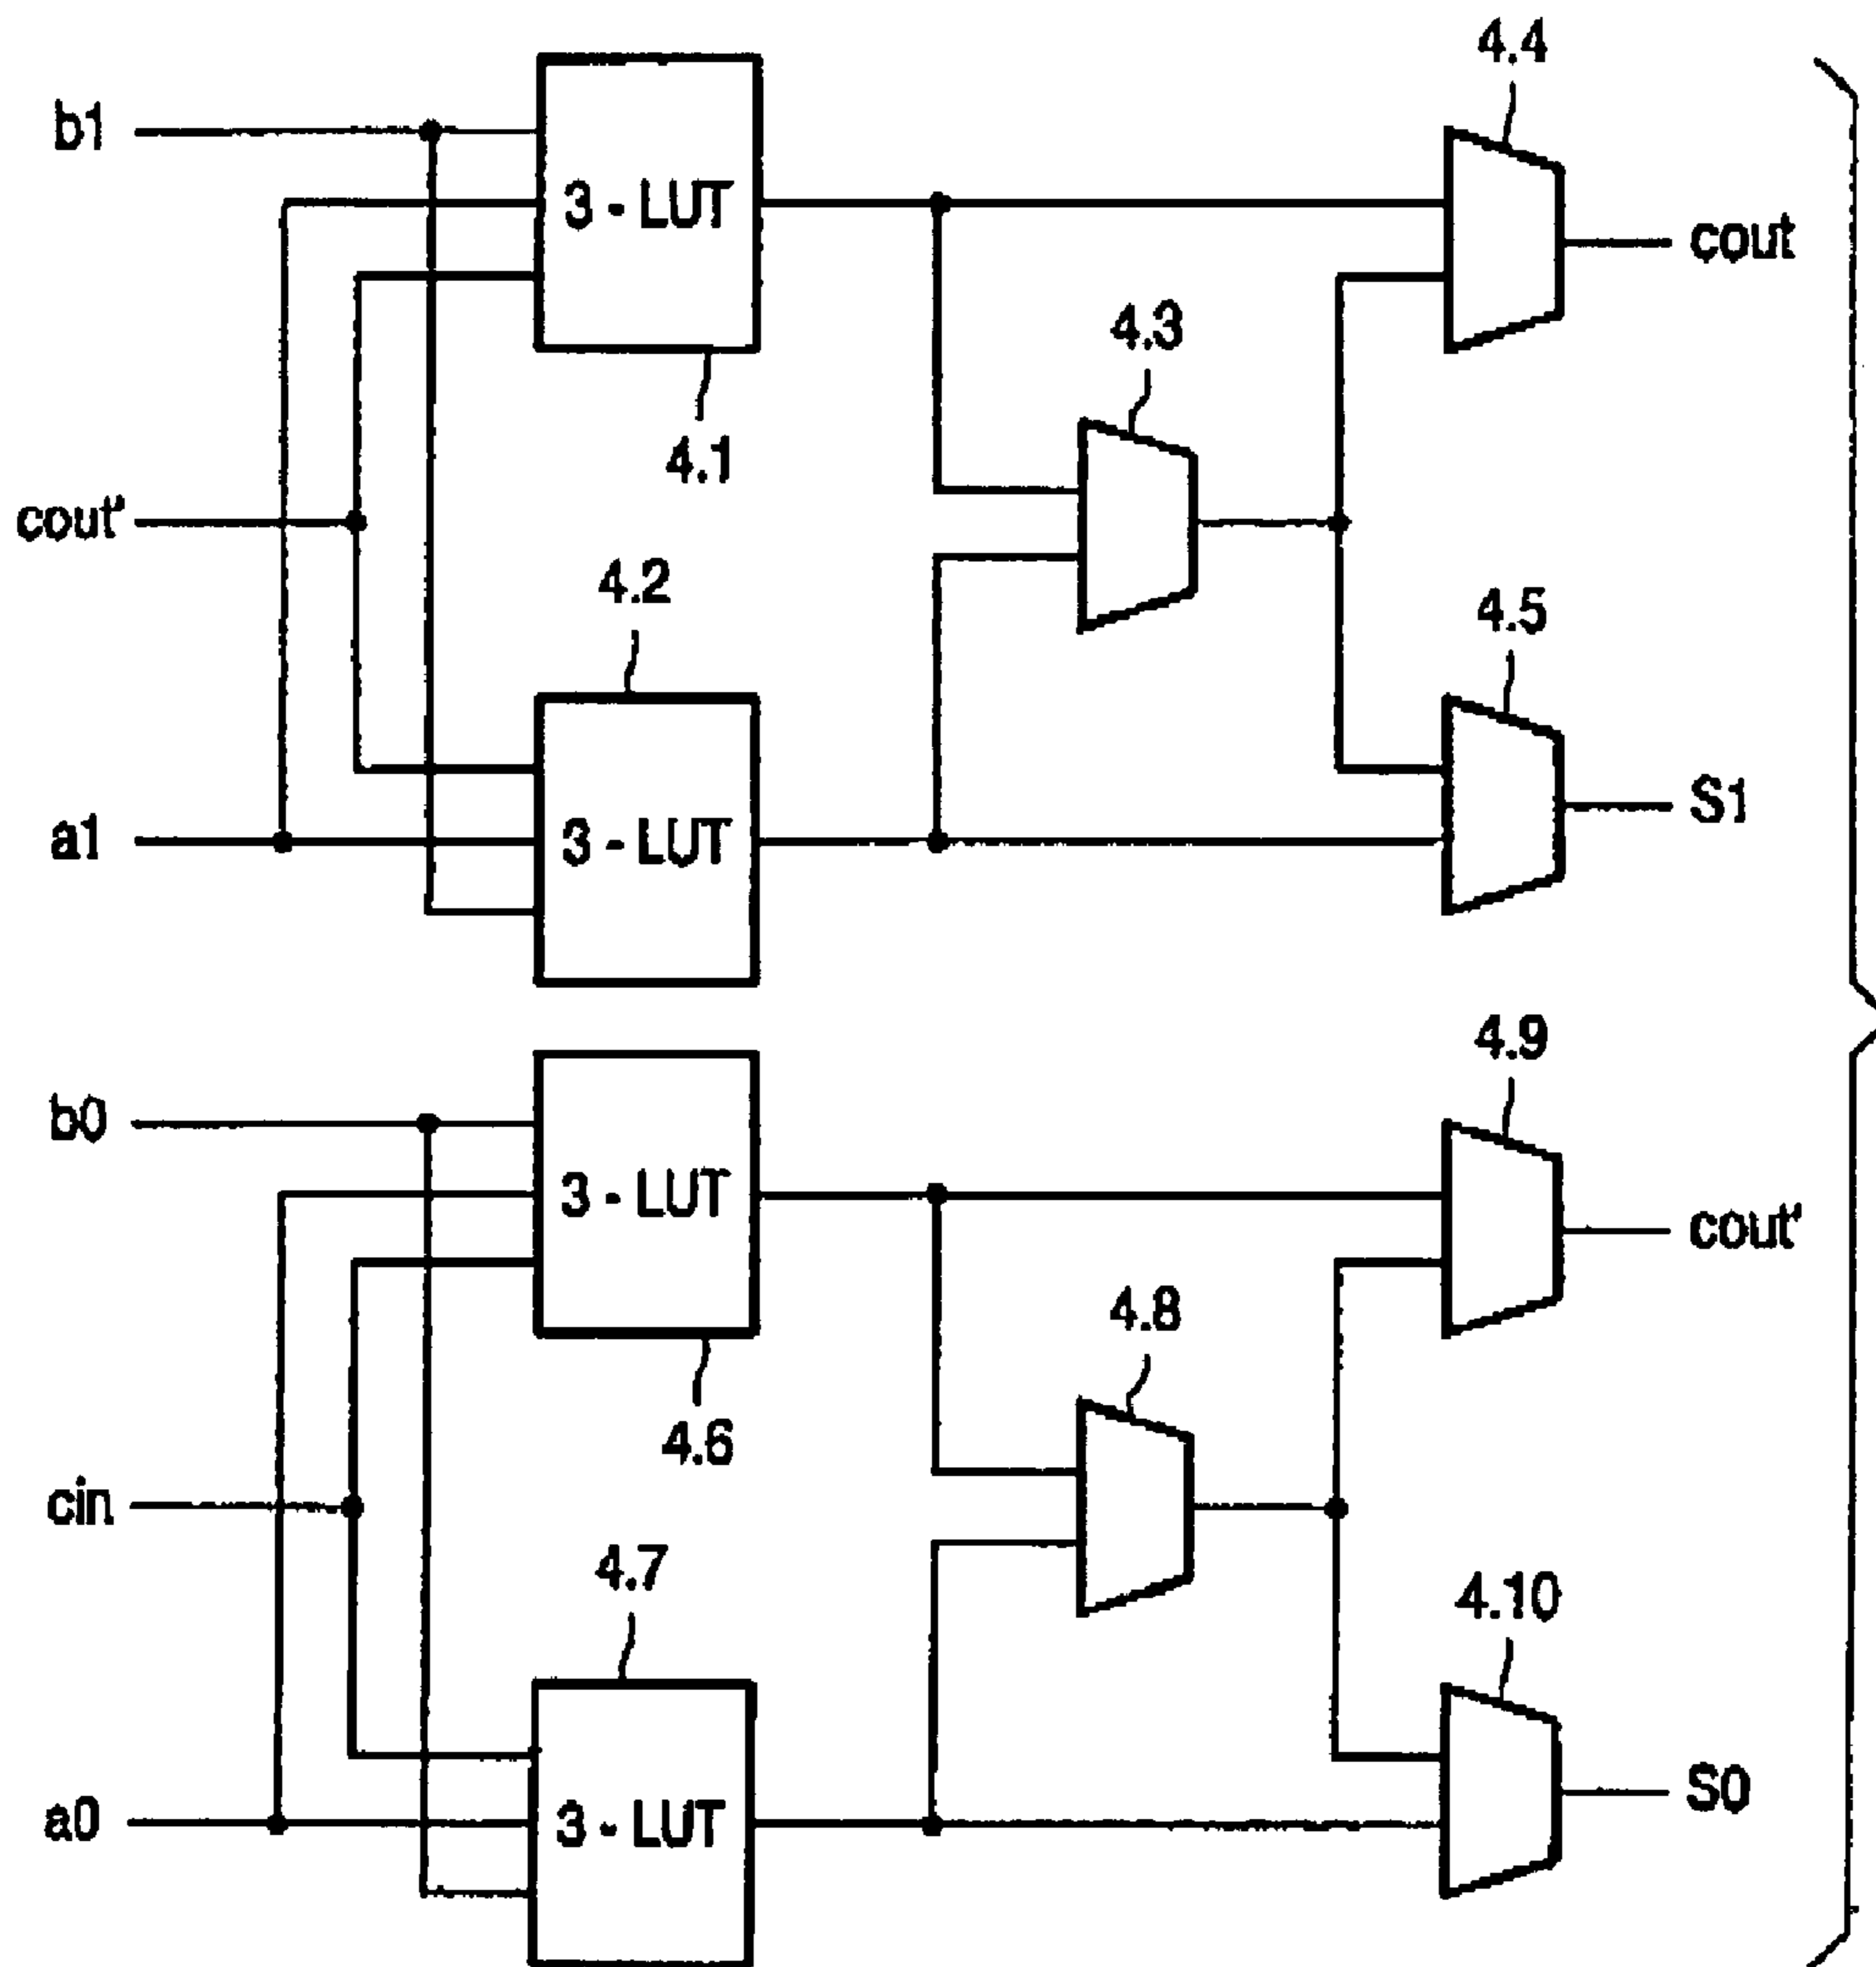 4.4
b1
3 - LUT
cout
4.3
4.1
cout'
4.2
4.5
a1
3 - LUT
S1
4.9
b0
3 - LUT
cout'
4.8
4.6
cin
4.7
4.10
a0
3 - LUT
S0